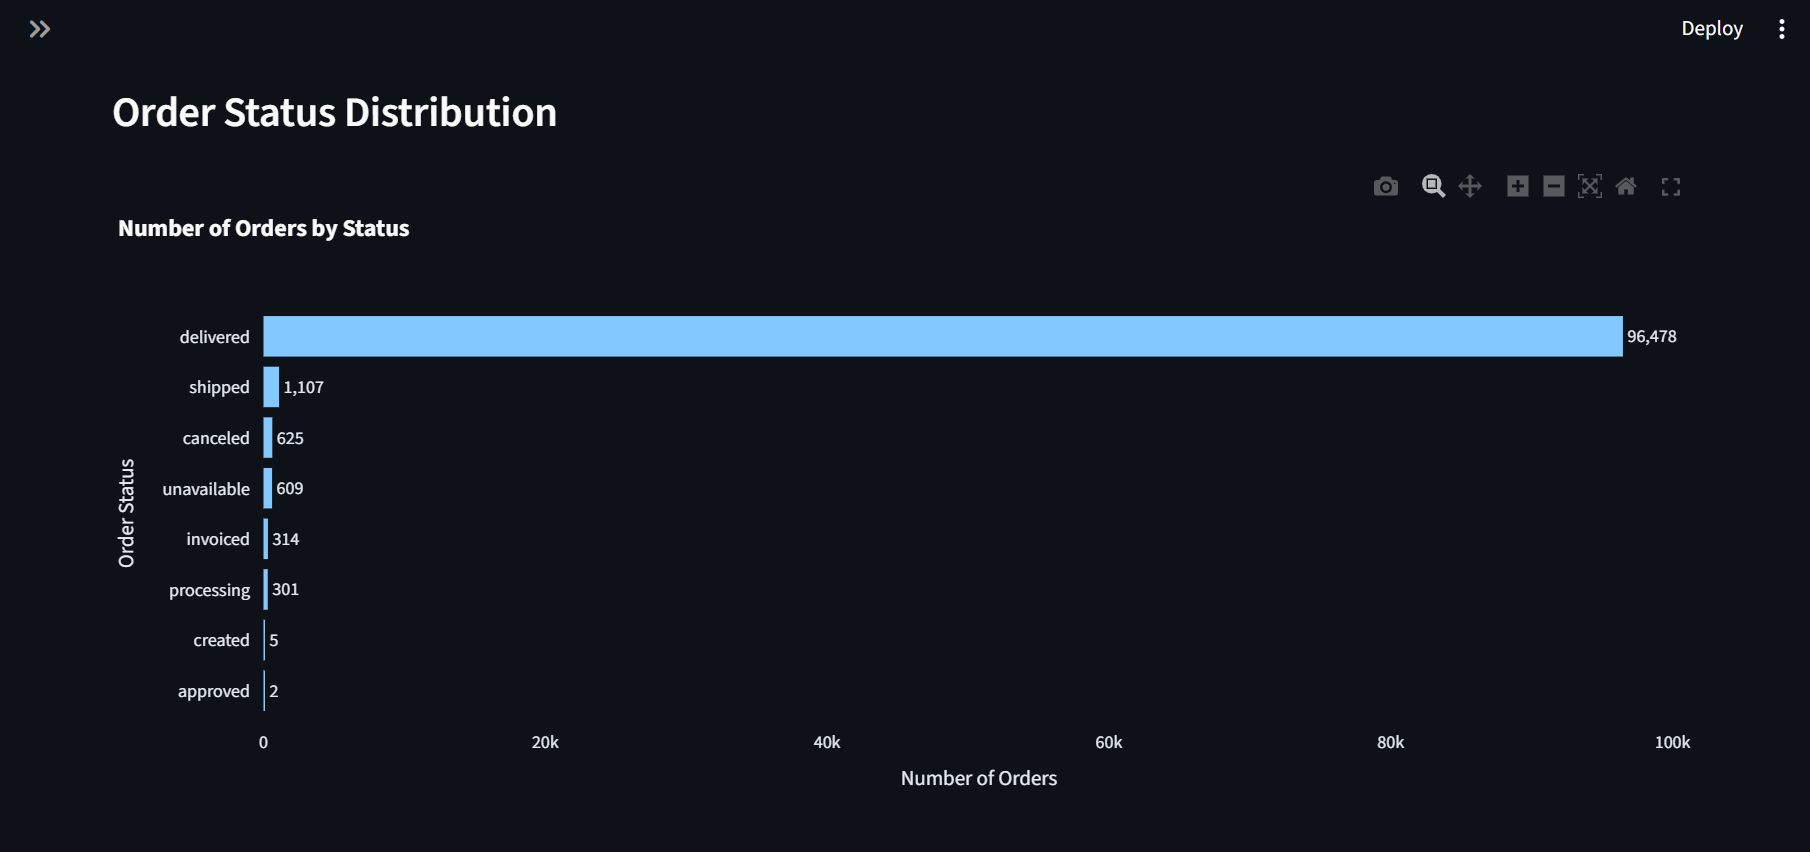 Deploy
Order Status Distribution
Number of Orders by Status
Order Status
delivered 96,478
shipped 1,107
canceled 625
unavailable 609
invoiced 314
processing 301
created 5
approved 2
0 20k 40k 60k 80k 100k
Number of Orders